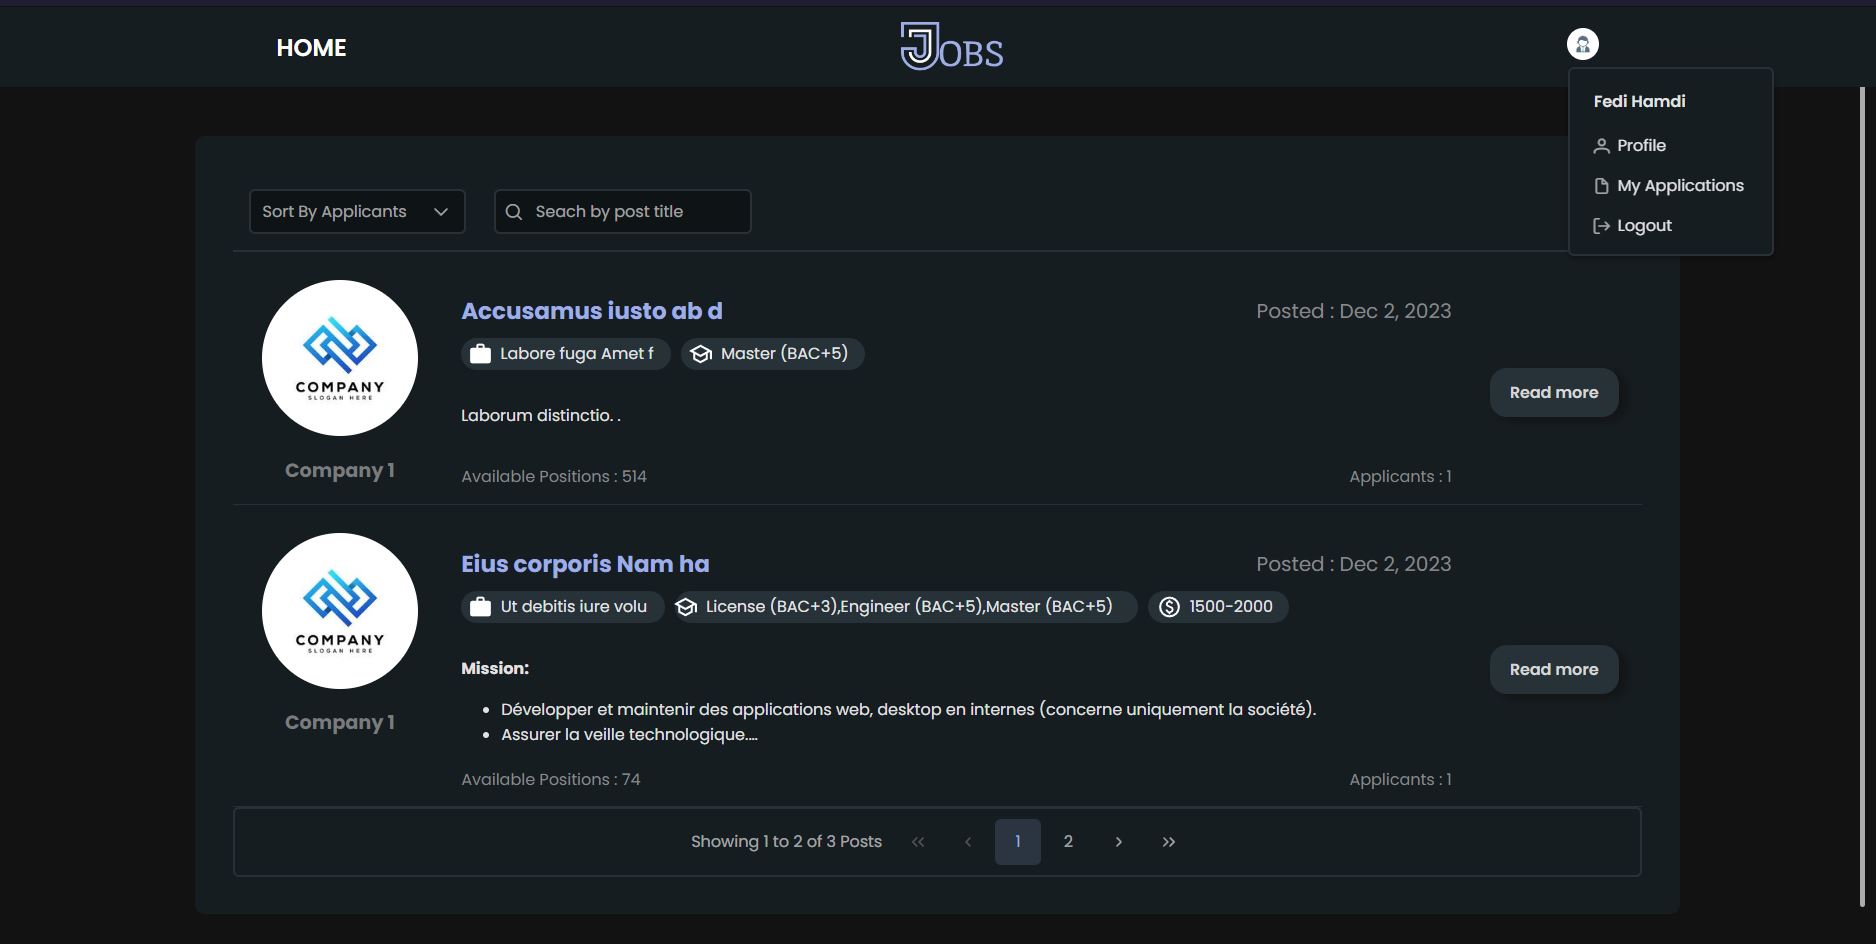 HOME
JOBS
Fedi Hamdi
Profile
My Applications
Logout
Sort By Applicants
Seach by post title
COMPANY
SLOGAN HERE
Company 1
Accusamus iusto ab d
Posted : Dec 2, 2023
Labore fuga Amet f
Master (BAC+5)
Laborum distinctio. .
Read more
Available Positions : 514
Applicants : 1
COMPANY
SLOGAN HERE
Company 1
Eius corporis Nam ha
Posted : Dec 2, 2023
Ut debitis iure volu
License (BAC+3),Engineer (BAC+5),Master (BAC+5)
1500-2000
Mission:
• Développer et maintenir des applications web, desktop en internes (concerne uniquement la société).
• Assurer la veille technologique....
Read more
Available Positions : 74
Applicants : 1
Showing 1 to 2 of 3 Posts « ‹ 1 2 › »